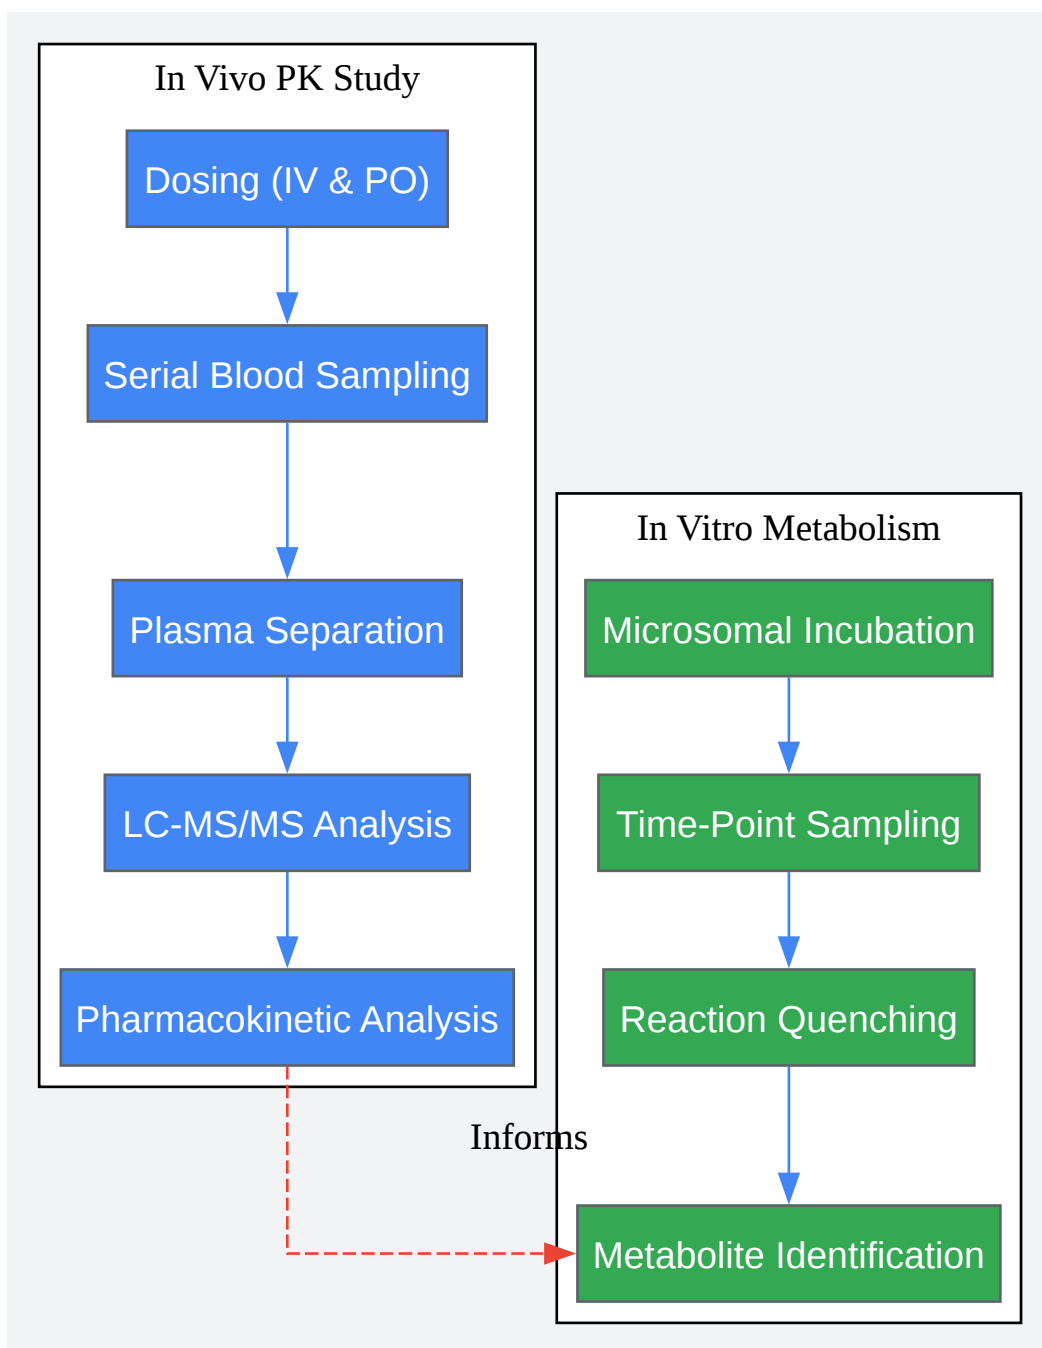 In Vivo PK Study
Dosing (IV & PO)
Serial Blood Sampling
Plasma Separation
LC-MS/MS Analysis
Pharmacokinetic Analysis
Informs
In Vitro Metabolism
Microsomal Incubation
Time-Point Sampling
Reaction Quenching
Metabolite Identification